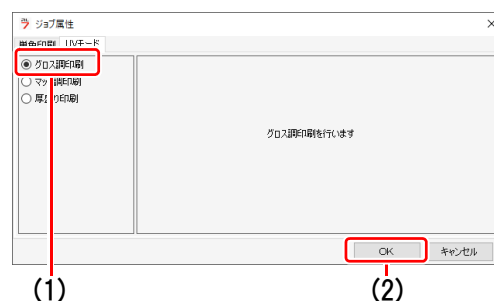 ジョブ属性
単色印刷 UVモード
グロス調印刷
マット調印刷
厚盛り印刷
グロス調印刷を行います
OK キャンセル
(1) (2)